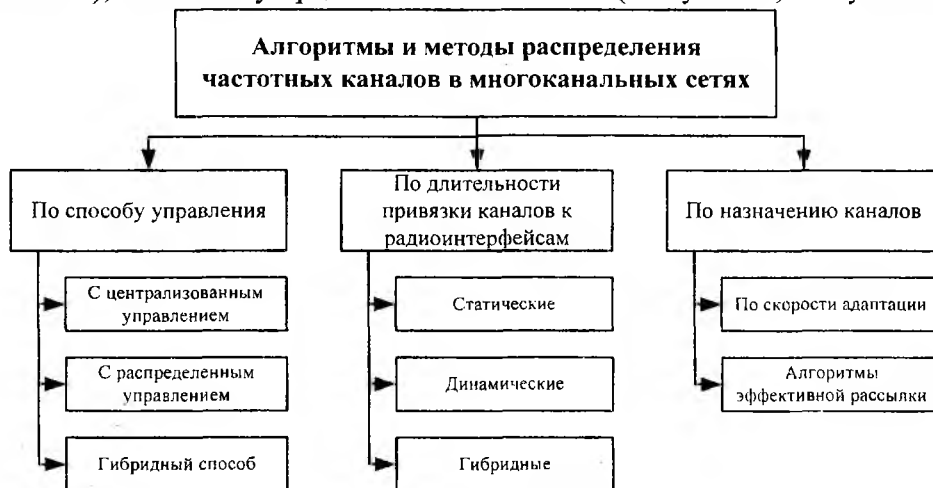 Алгоритмы и методы распределения
частотных каналов в многоканальных сетях
По способу управления
С централизованным
управлением
С распределенным
управлением
Гибридный способ
По длительности
привязки каналов к
радиоинтерфейсам
Статические
Динамические
Гибридные
По назначению каналов
По скорости адаптации
Алгоритмы
эффективной рассылки